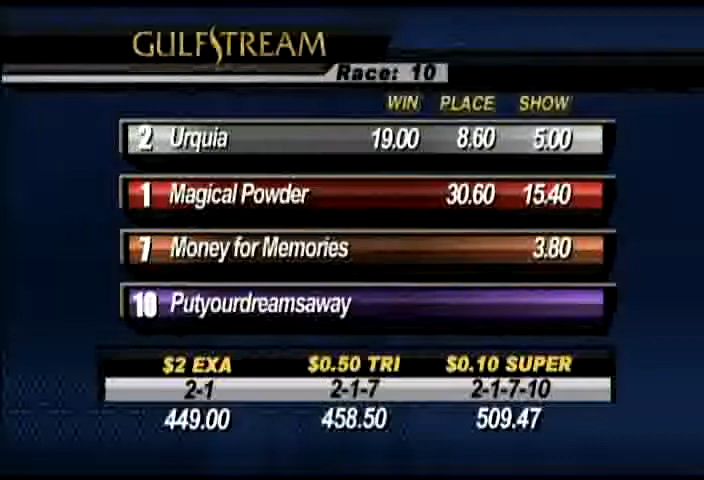 GULFSTREAM
Race: 10
WIN PLACE SHOW
2 Urquia 19.00 8.60 5.00
1 Magical Powder 30.60 15.40
7 Money for Memories 3.80
10 Putyourdreamsaway
$2 EXA $0.50 TRI $0.10 SUPER
2-1 2-1-7 2-1-7-10
449.00 458.50 509.47